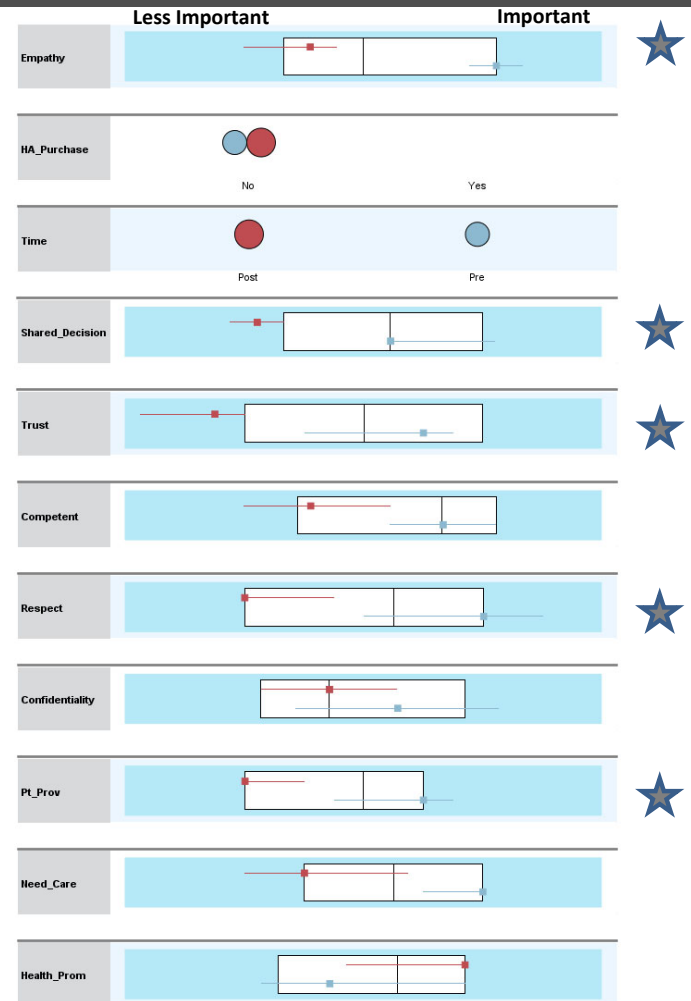 Less Important Important
Empathy
HA_Purchase
No Yes
Time
Post Pre
Shared_Decision
Trust
Competent
Respect
Confidentiality
Pt_Prov
Need_Care
Health_Prom